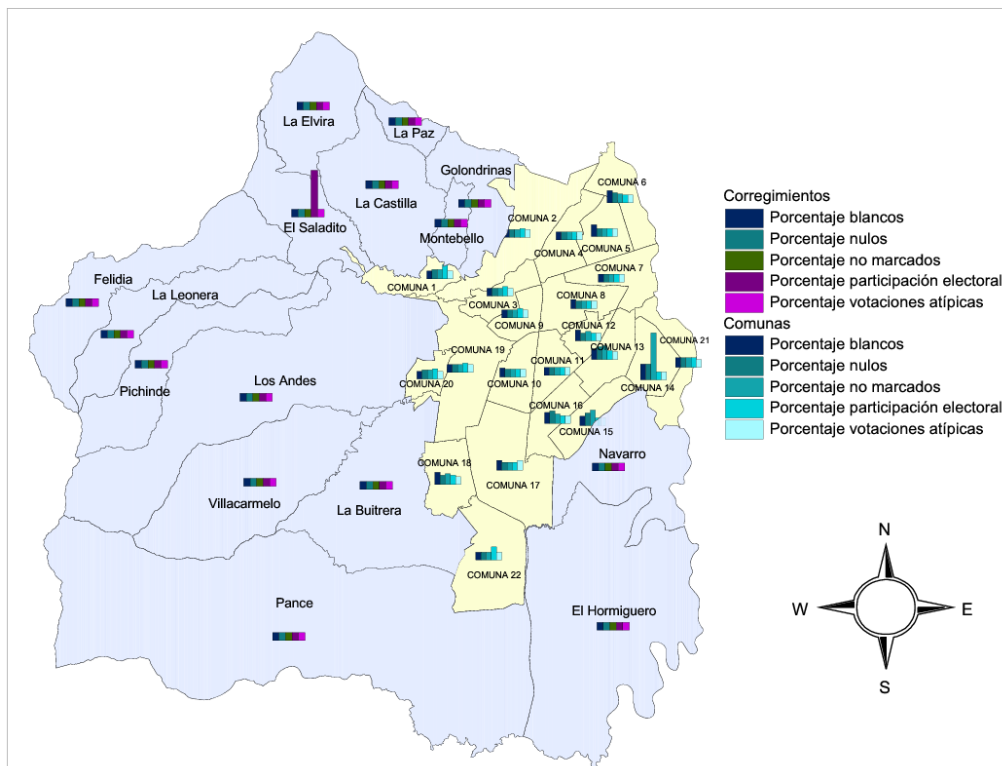 La Elvira
La Paz
Golondrinas
La Castilla
El Saladito
Montebello
Felidia
La Leonera
Pichinde
Los Andes
Villacarmelo
La Buitrera
Pance
Navarro
El Hormiguero
COMUNA 6
COMUNA 2
COMUNA 5
COMUNA 4
COMUNA 7
COMUNA 1
COMUNA 3
COMUNA 8
COMUNA 9
COMUNA 12
COMUNA 13
COMUNA 21
COMUNA 19
COMUNA 11
COMUNA 20
COMUNA 10
COMUNA 14
COMUNA 16
COMUNA 15
COMUNA 18
COMUNA 17
COMUNA 22
Corregimientos
Porcentaje blancos
Porcentaje nulos
Porcentaje no marcados
Porcentaje participación electoral
Porcentaje votaciones atípicas
Comunas
Porcentaje blancos
Porcentaje nulos
Porcentaje no marcados
Porcentaje participación electoral
Porcentaje votaciones atípicas
N
W
E
S